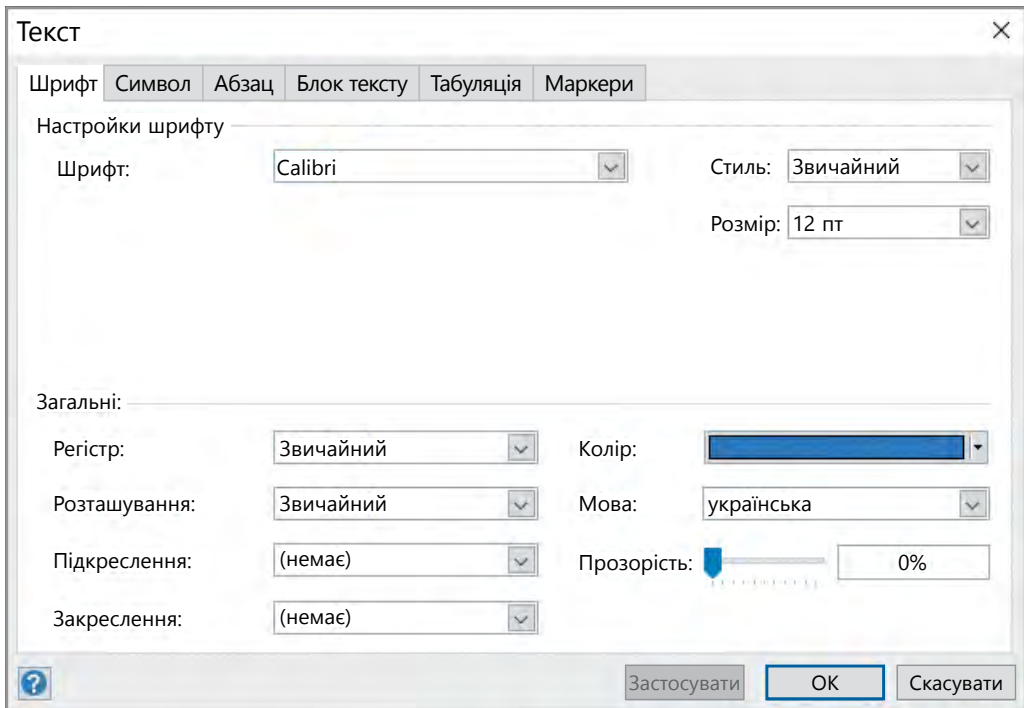 Текст
Шрифт Символ Абзац Блок тексту Табуляція Маркери
Настройки шрифту
Шрифт: Calibri Стиль: Звичайний
Розмір: 12 пт
Загальні:
Регістр: Звичайний Колір:
Розташування: Звичайний Мова: українська
Підкреслення: (немає) Прозорість: 0%
Закреслення: (немає)
? Застосувати ОК Скасувати